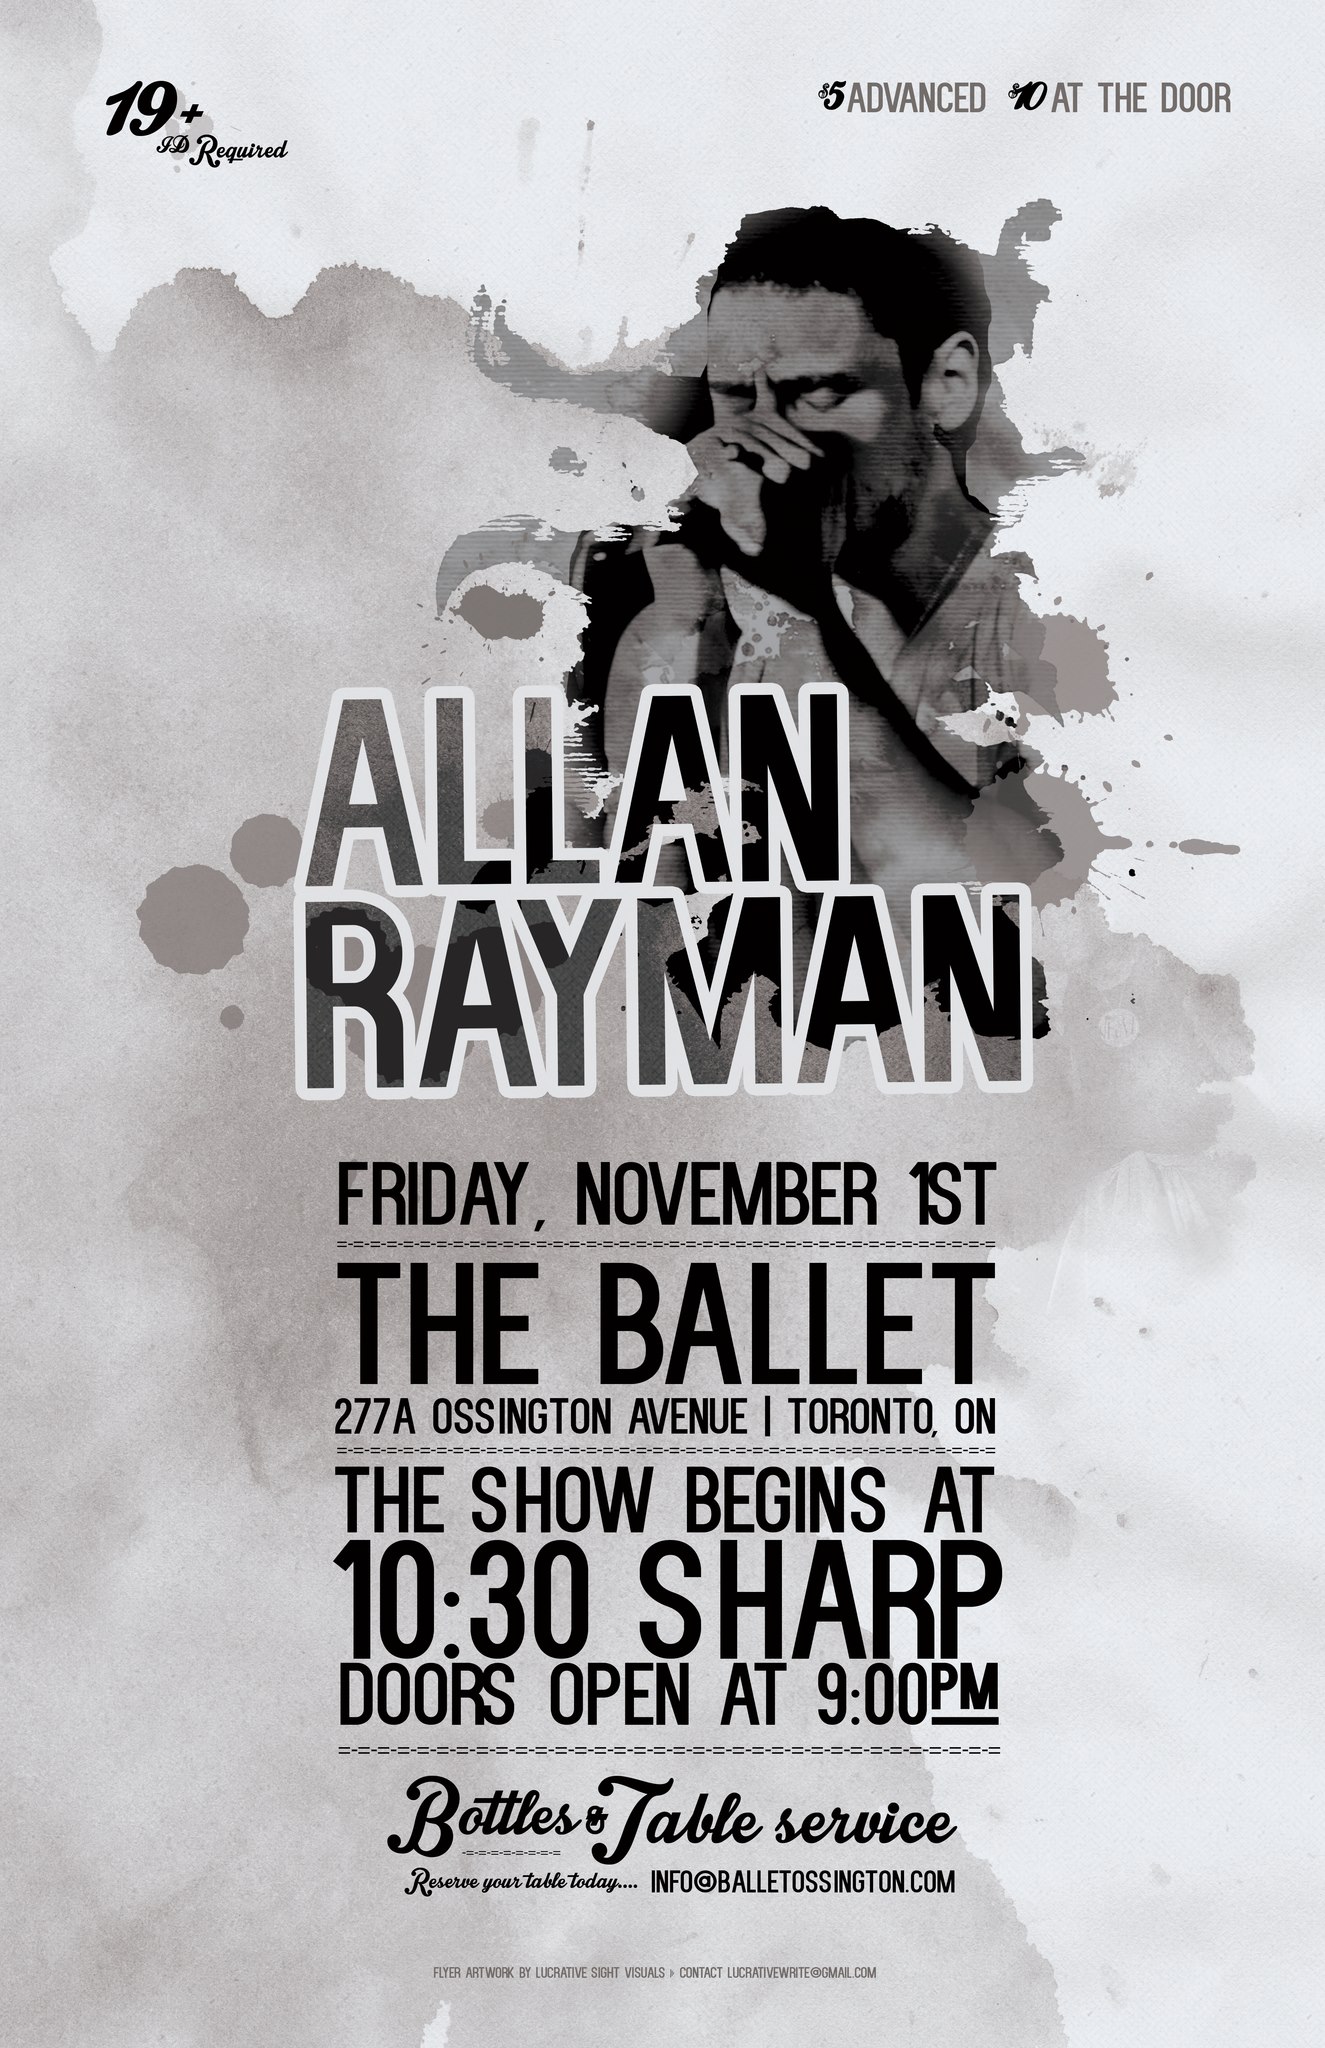 19+
ID Required
$5 ADVANCED $10 AT THE DOOR
ALLAN
RAYMAN
FRIDAY, NOVEMBER 1ST
THE BALLET
277A OSSINGTON AVENUE | TORONTO, ON
THE SHOW BEGINS AT
10:30 SHARP
DOORS OPEN AT 9:00PM
Bottles & Table service
Reserve your table today.... INFO@BALLETOSSINGTON.COM
FLYER ARTWORK BY LUCRATIVE SIGHT VISUALS » CONTACT LUCRATIVEWRITE@GMAIL.COM